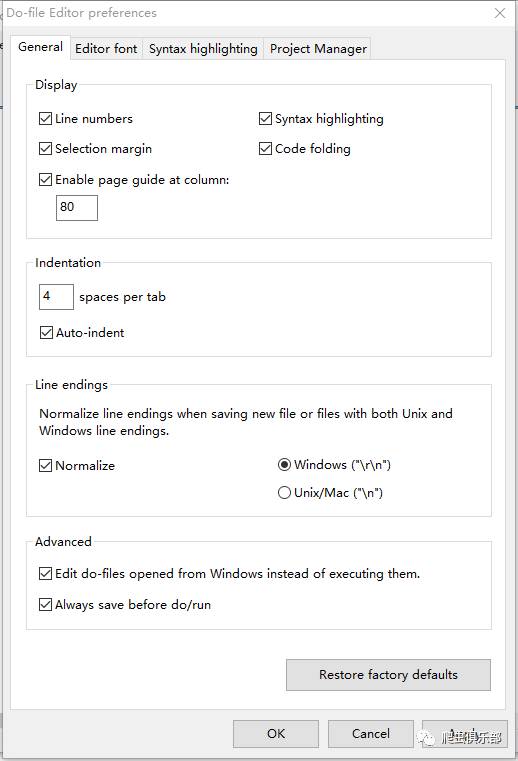 Do-file Editor preferences
General Editor font Syntax highlighting Project Manager
Display
Line numbers Syntax highlighting
Selection margin Code folding
Enable page guide at column:
80
Indentation
4 spaces per tab
Auto-indent
Line endings
Normalize line endings when saving new file or files with both Unix and
Windows line endings.
Normalize Windows ("\r\n")
Unix/Mac ("\n")
Advanced
Edit do-files opened from Windows instead of executing them.
Always save before do/run
Restore factory defaults
OK Cancel
爬虫俱乐部